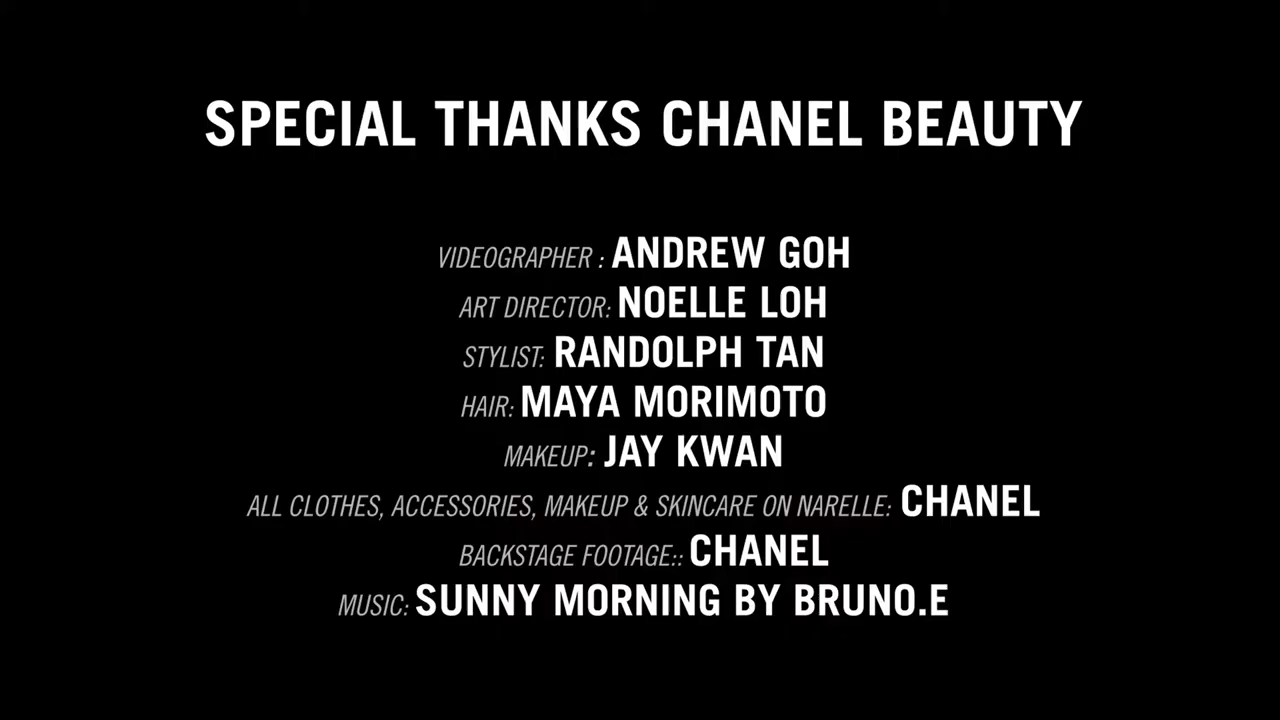 SPECIAL THANKS CHANEL BEAUTY
VIDEOGRAPHER : ANDREW GOH
ART DIRECTOR: NOELLE LOH
STYLIST: RANDOLPH TAN
HAIR: MAYA MORIMOTO
MAKEUP: JAY KWAN
ALL CLOTHES, ACCESSORIES, MAKEUP & SKINCARE ON NARELLE: CHANEL
BACKSTAGE FOOTAGE:: CHANEL
MUSIC: SUNNY MORNING BY BRUNO.E